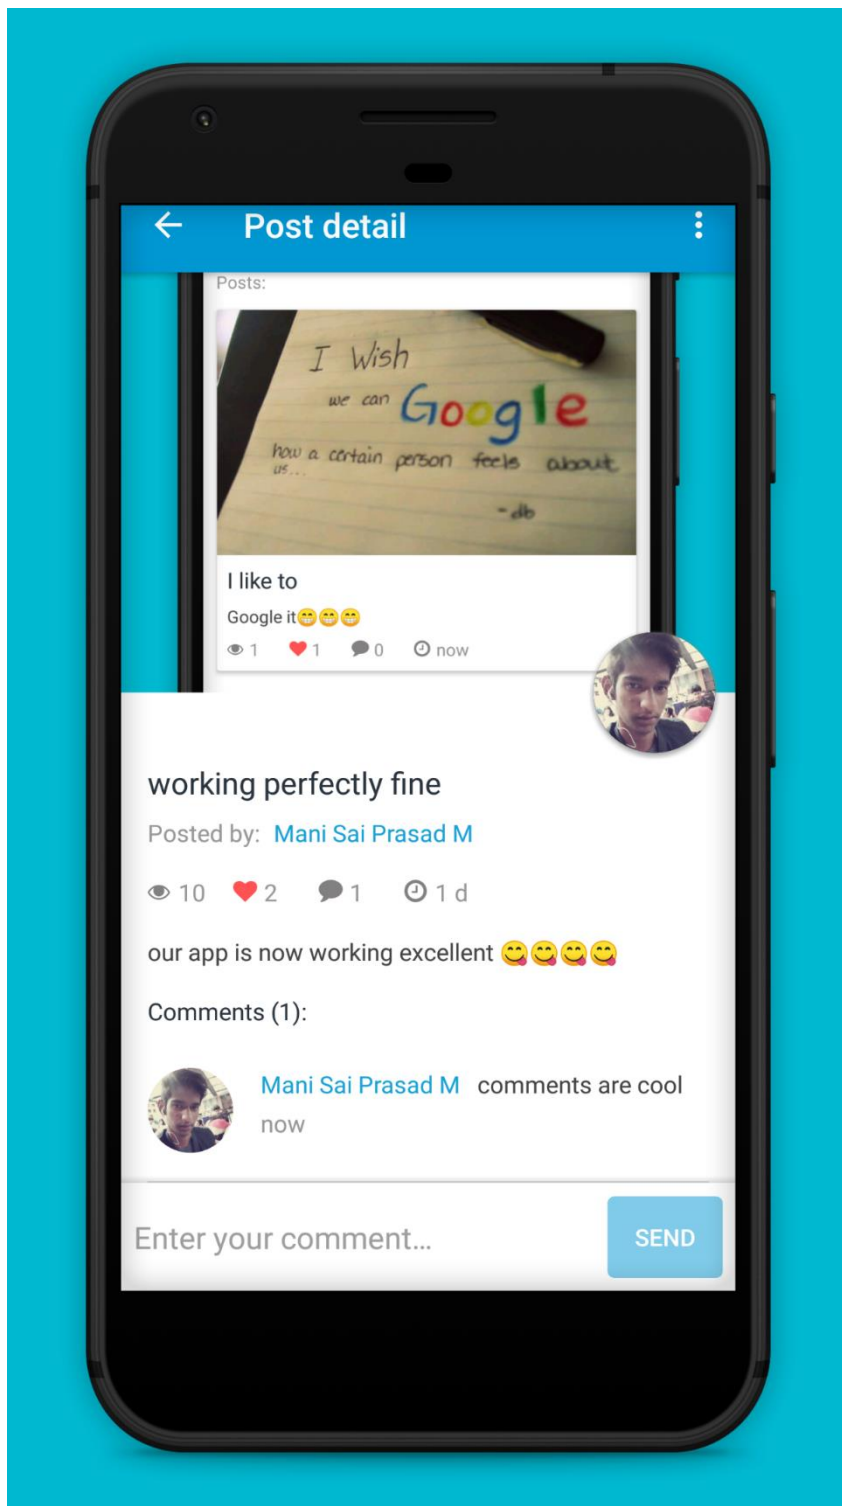 Post detail
Posts:
I Wish
we can Google
how a certain person feels about
us...
-db
I like to
Google it😁😁😁
1 1 0 now
working perfectly fine
Posted by: Mani Sai Prasad M
10 2 1 1 d
our app is now working excellent 😋😋😋😋
Comments (1):
Mani Sai Prasad M comments are cool
now
Enter your comment...
SEND